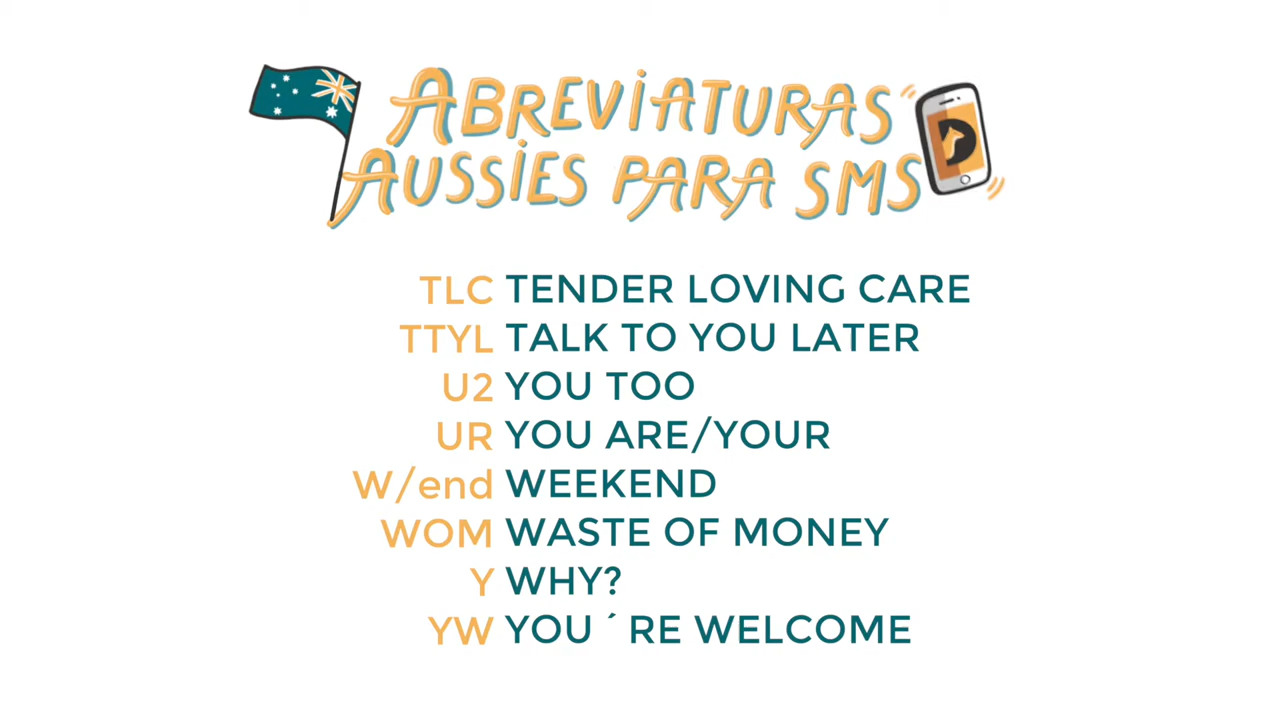 ABREVIATURAS
AUSSIES PARA SMS
TLC TENDER LOVING CARE
TTYL TALK TO YOU LATER
U2 YOU TOO
UR YOU ARE/YOUR
W/end WEEKEND
WOM WASTE OF MONEY
Y WHY?
YW YOU ´RE WELCOME